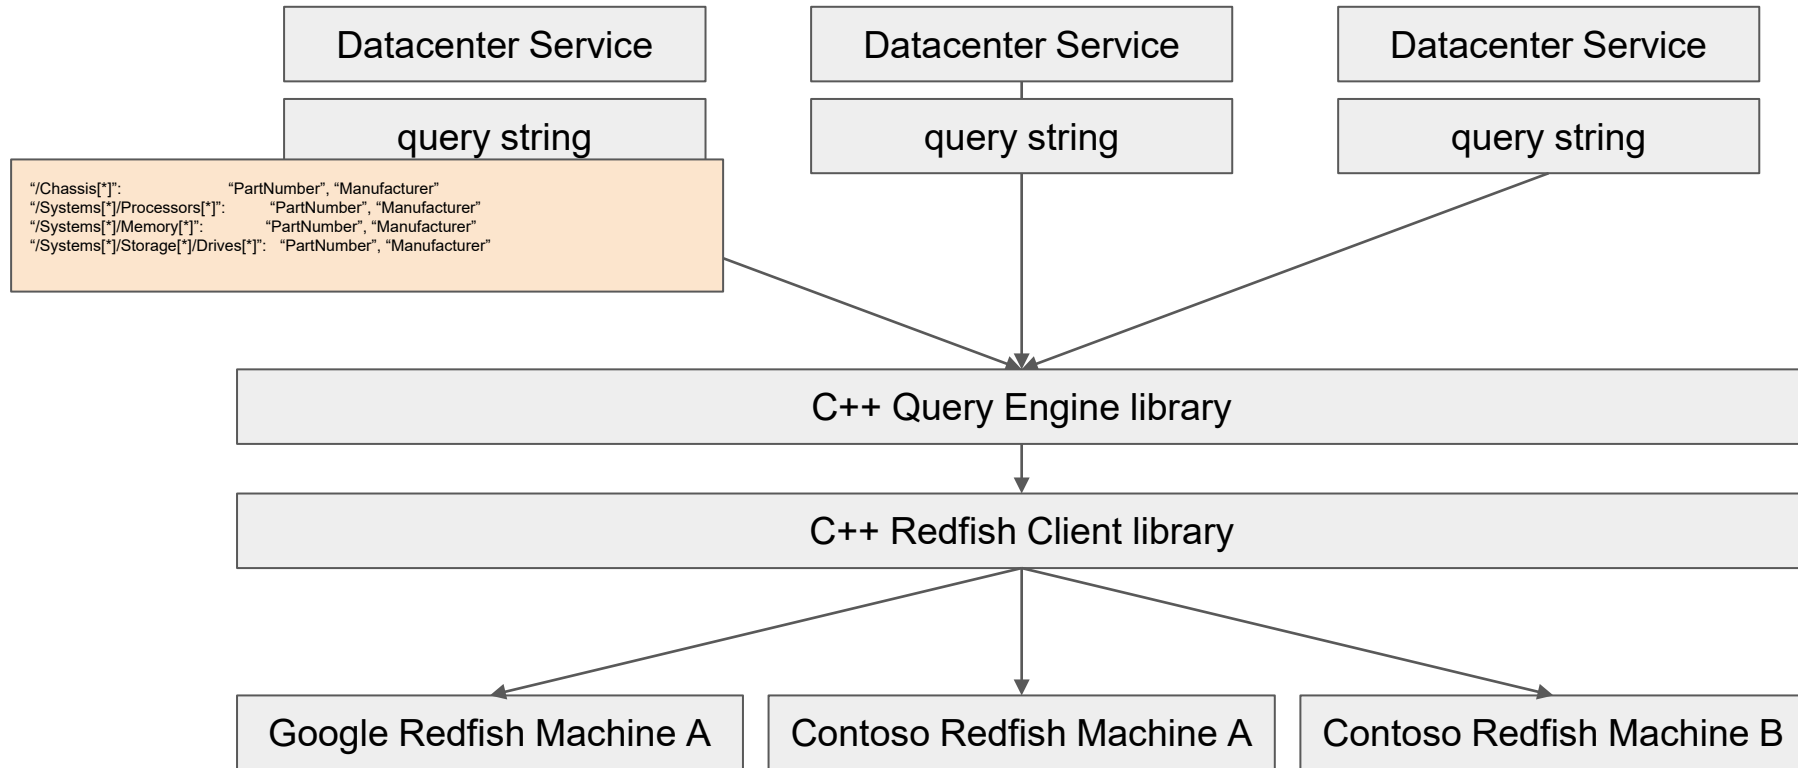 Datacenter Service
Datacenter Service
Datacenter Service
query string
query string
query string
“/Chassis[*]”: “PartNumber”, “Manufacturer”
“/Systems[*]/Processors[*]”: “PartNumber”, “Manufacturer”
“/Systems[*]/Memory[*]”: “PartNumber”, “Manufacturer”
“/Systems[*]/Storage[*]/Drives[*]”: “PartNumber”, “Manufacturer”
C++ Query Engine library
C++ Redfish Client library
Google Redfish Machine A
Contoso Redfish Machine A
Contoso Redfish Machine B